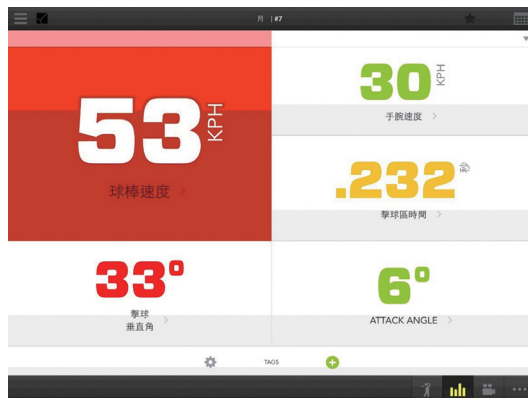 月 | #7
53 KPH
球棒速度
30 KPH
手腕速度
.232 秒
擊球區時間
33°
擊球
垂直角
6°
ATTACK ANGLE
TAGS